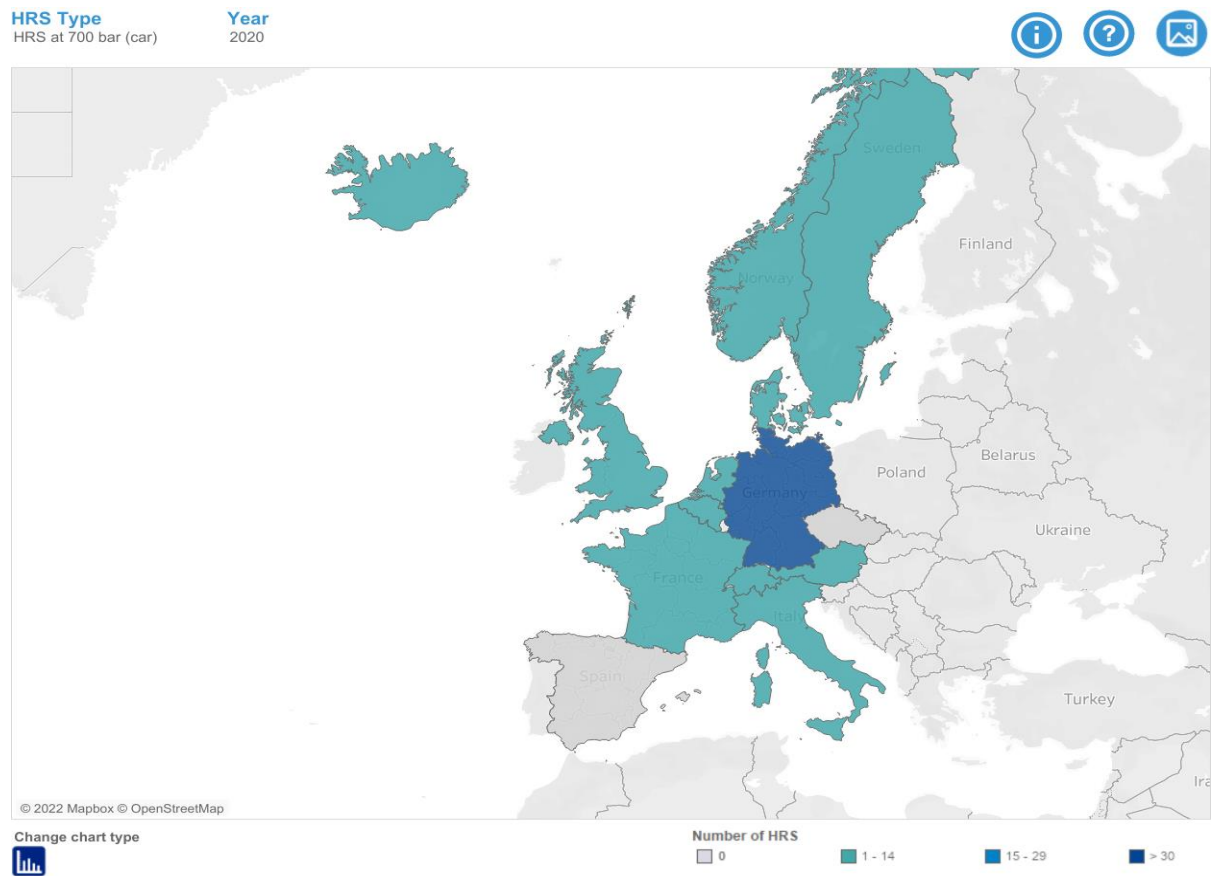 HRS Type
HRS at 700 bar (car)
Year
2020
i
?
Sweden
Finland
Norway
Belarus
Poland
Germany
Ukraine
France
Italy
Spain
Turkey
© 2022 Mapbox © OpenStreetMap
Change chart type
Number of HRS
0
1 - 14
15 - 29
> 30